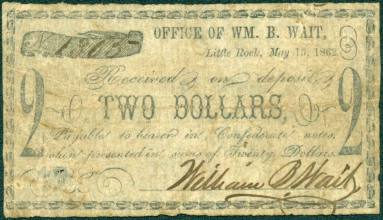 1805
OFFICE OF WM. B. WAIT,
Little Rock, May 15, 1862
Received on deposit,
2 TWO DOLLARS, 2
Payable to bearer in Confederate notes,
when presented in sums of Twenty Dollars.
William B Wait